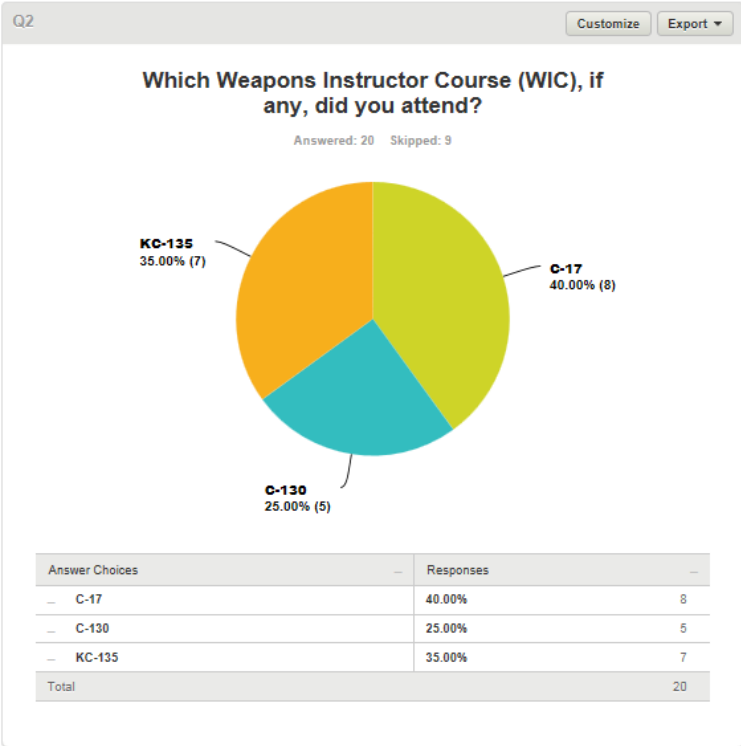 Q2
Customize
Export
Which Weapons Instructor Course (WIC), if
any, did you attend?
Answered: 20 Skipped: 9
KC-135
35.00% (7)
C-17
40.00% (8)
C-130
25.00% (5)
Answer Choices Responses
C-17 40.00% 8
C-130 25.00% 5
KC-135 35.00% 7
Total 20